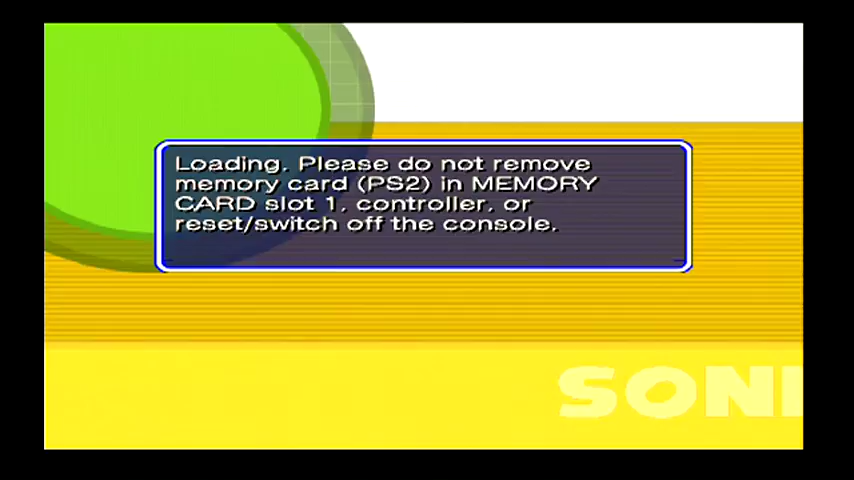 Loading. Please do not remove
memory card (PS2) in MEMORY
CARD slot 1, controller, or
reset/switch off the console.
SONI